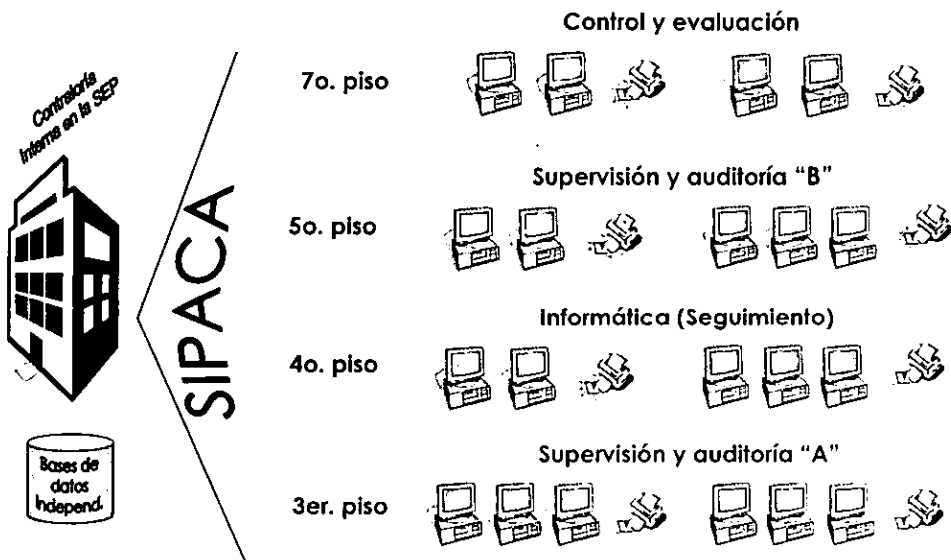 Control y evaluación
7o. piso
Contraloría
Interna en la SEP
SIPACA
Supervisión y auditoría "B"
5o. piso
Informática (Seguimiento)
4o. piso
Supervisión y auditoría "A"
3er. piso
Bases de
datos
Independ.